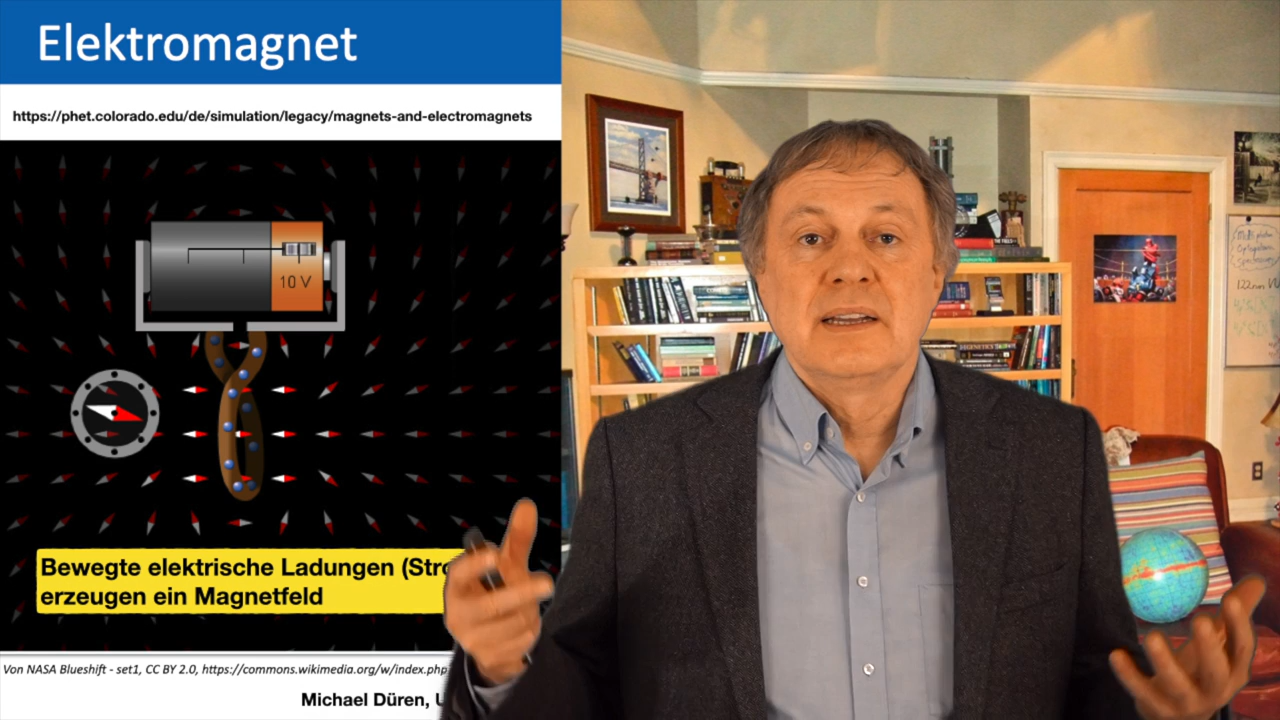 Elektromagnet
https://phet.colorado.edu/de/simulation/legacy/magnets-and-electromagnets
10 V
Bewegte elektrische Ladungen
erzeugen ein Magnetfeld
Von NASA Blueshift - set1, CC BY 2.0, https://commons.wikimedia.org/w/index.php
Michael Düren,
122nm